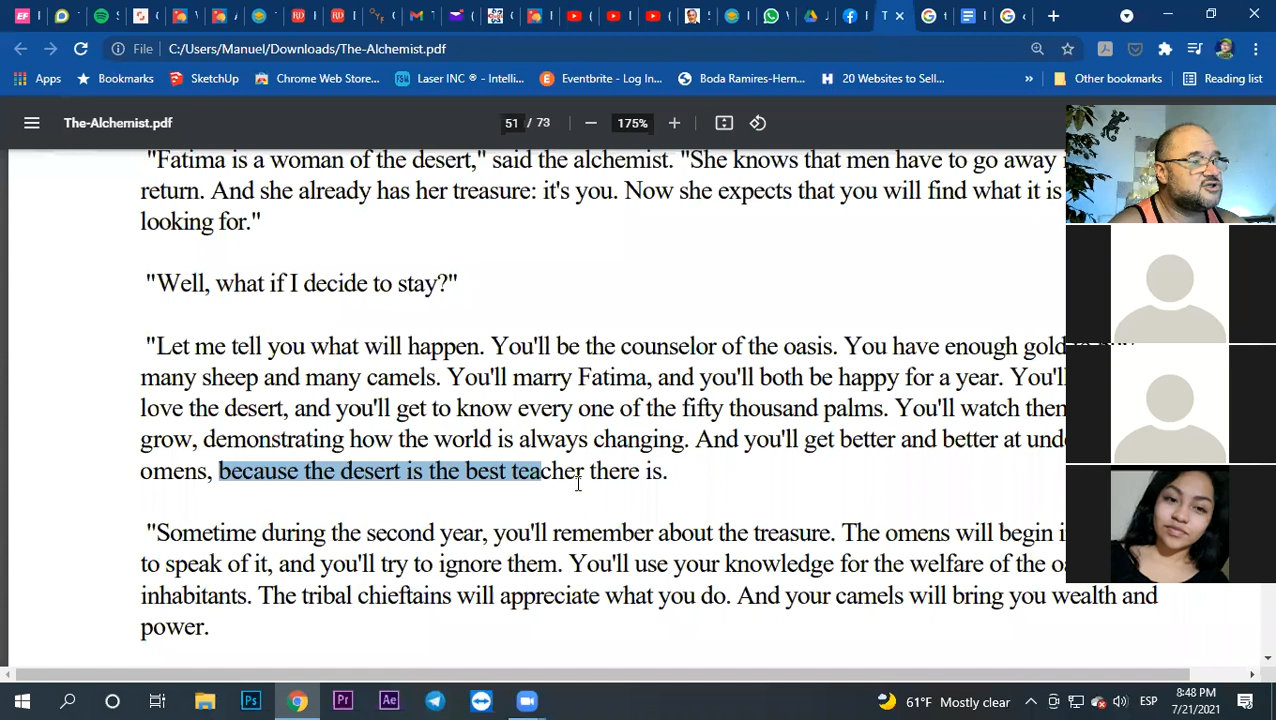 File C:/Users/Manuel/Downloads/The-Alchemist.pdf
Apps Bookmarks SketchUp Chrome Web Store... Laser INC ® – Intelli... Eventbrite - Log In... Boda Ramires-Hern... 20 Websites to Sell... » Other bookmarks Reading list
The-Alchemist.pdf 51 / 73 175%
"Fatima is a woman of the desert," said the alchemist. "She knows that men have to go away
return. And she already has her treasure: it's you. Now she expects that you will find what it is
looking for."
"Well, what if I decide to stay?"
"Let me tell you what will happen. You'll be the counselor of the oasis. You have enough gold
many sheep and many camels. You'll marry Fatima, and you'll both be happy for a year. You'll
love the desert, and you'll get to know every one of the fifty thousand palms. You'll watch them
grow, demonstrating how the world is always changing. And you'll get better and better at
omens, because the desert is the best teacher there is.
"Sometime during the second year, you'll remember about the treasure. The omens will begin
to speak of it, and you'll try to ignore them. You'll use your knowledge for the welfare of the
inhabitants. The tribal chieftains will appreciate what you do. And your camels will bring you wealth and
power.
61°F Mostly clear ESP 8:48 PM
7/21/2021